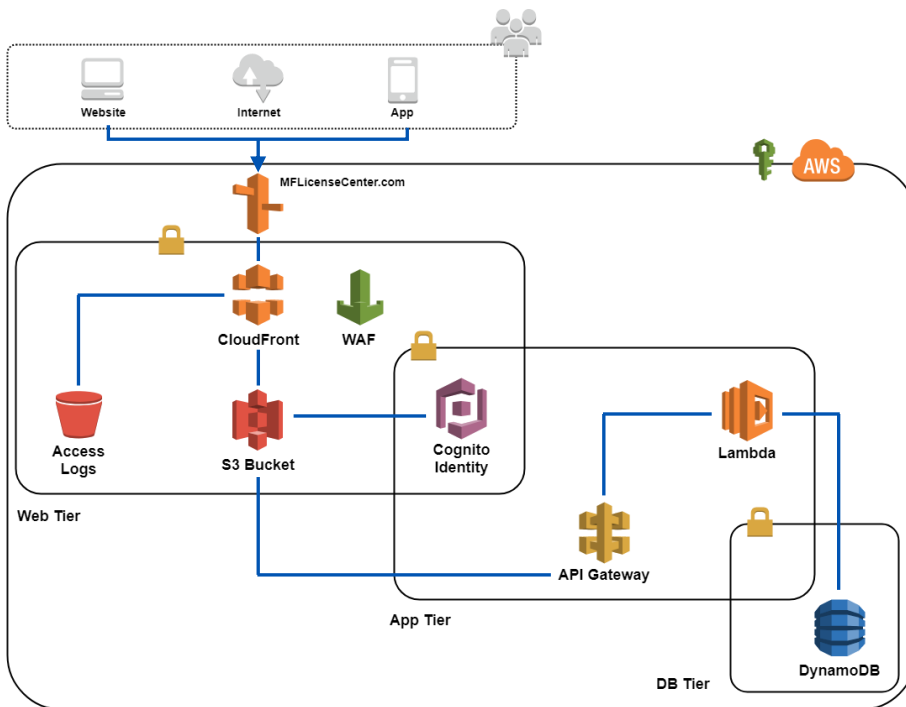 Website
Internet
App
MFLicenseCenter.com
AWS
CloudFront
WAF
Access
Logs
S3 Bucket
Cognito
Identity
Lambda
Web Tier
API Gateway
App Tier
DynamoDB
DB Tier